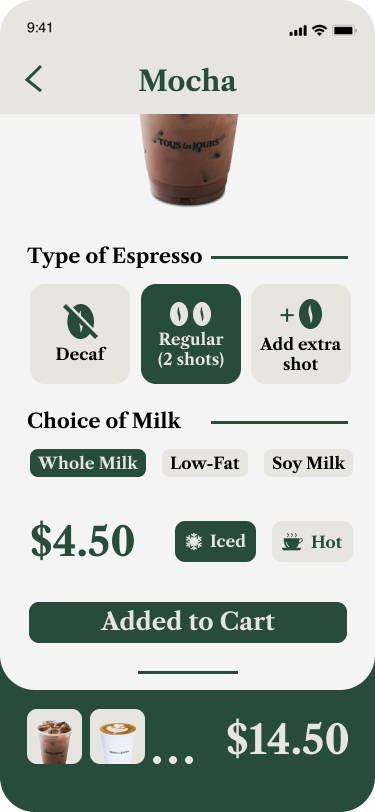 9:41
Mocha
TOUS les JOURS
Type of Espresso
Decaf
Regular
(2 shots)
+
Add extra
shot
Choice of Milk
Whole Milk
Low-Fat
Soy Milk
$4.50
Iced
Hot
Added to Cart
...
$14.50